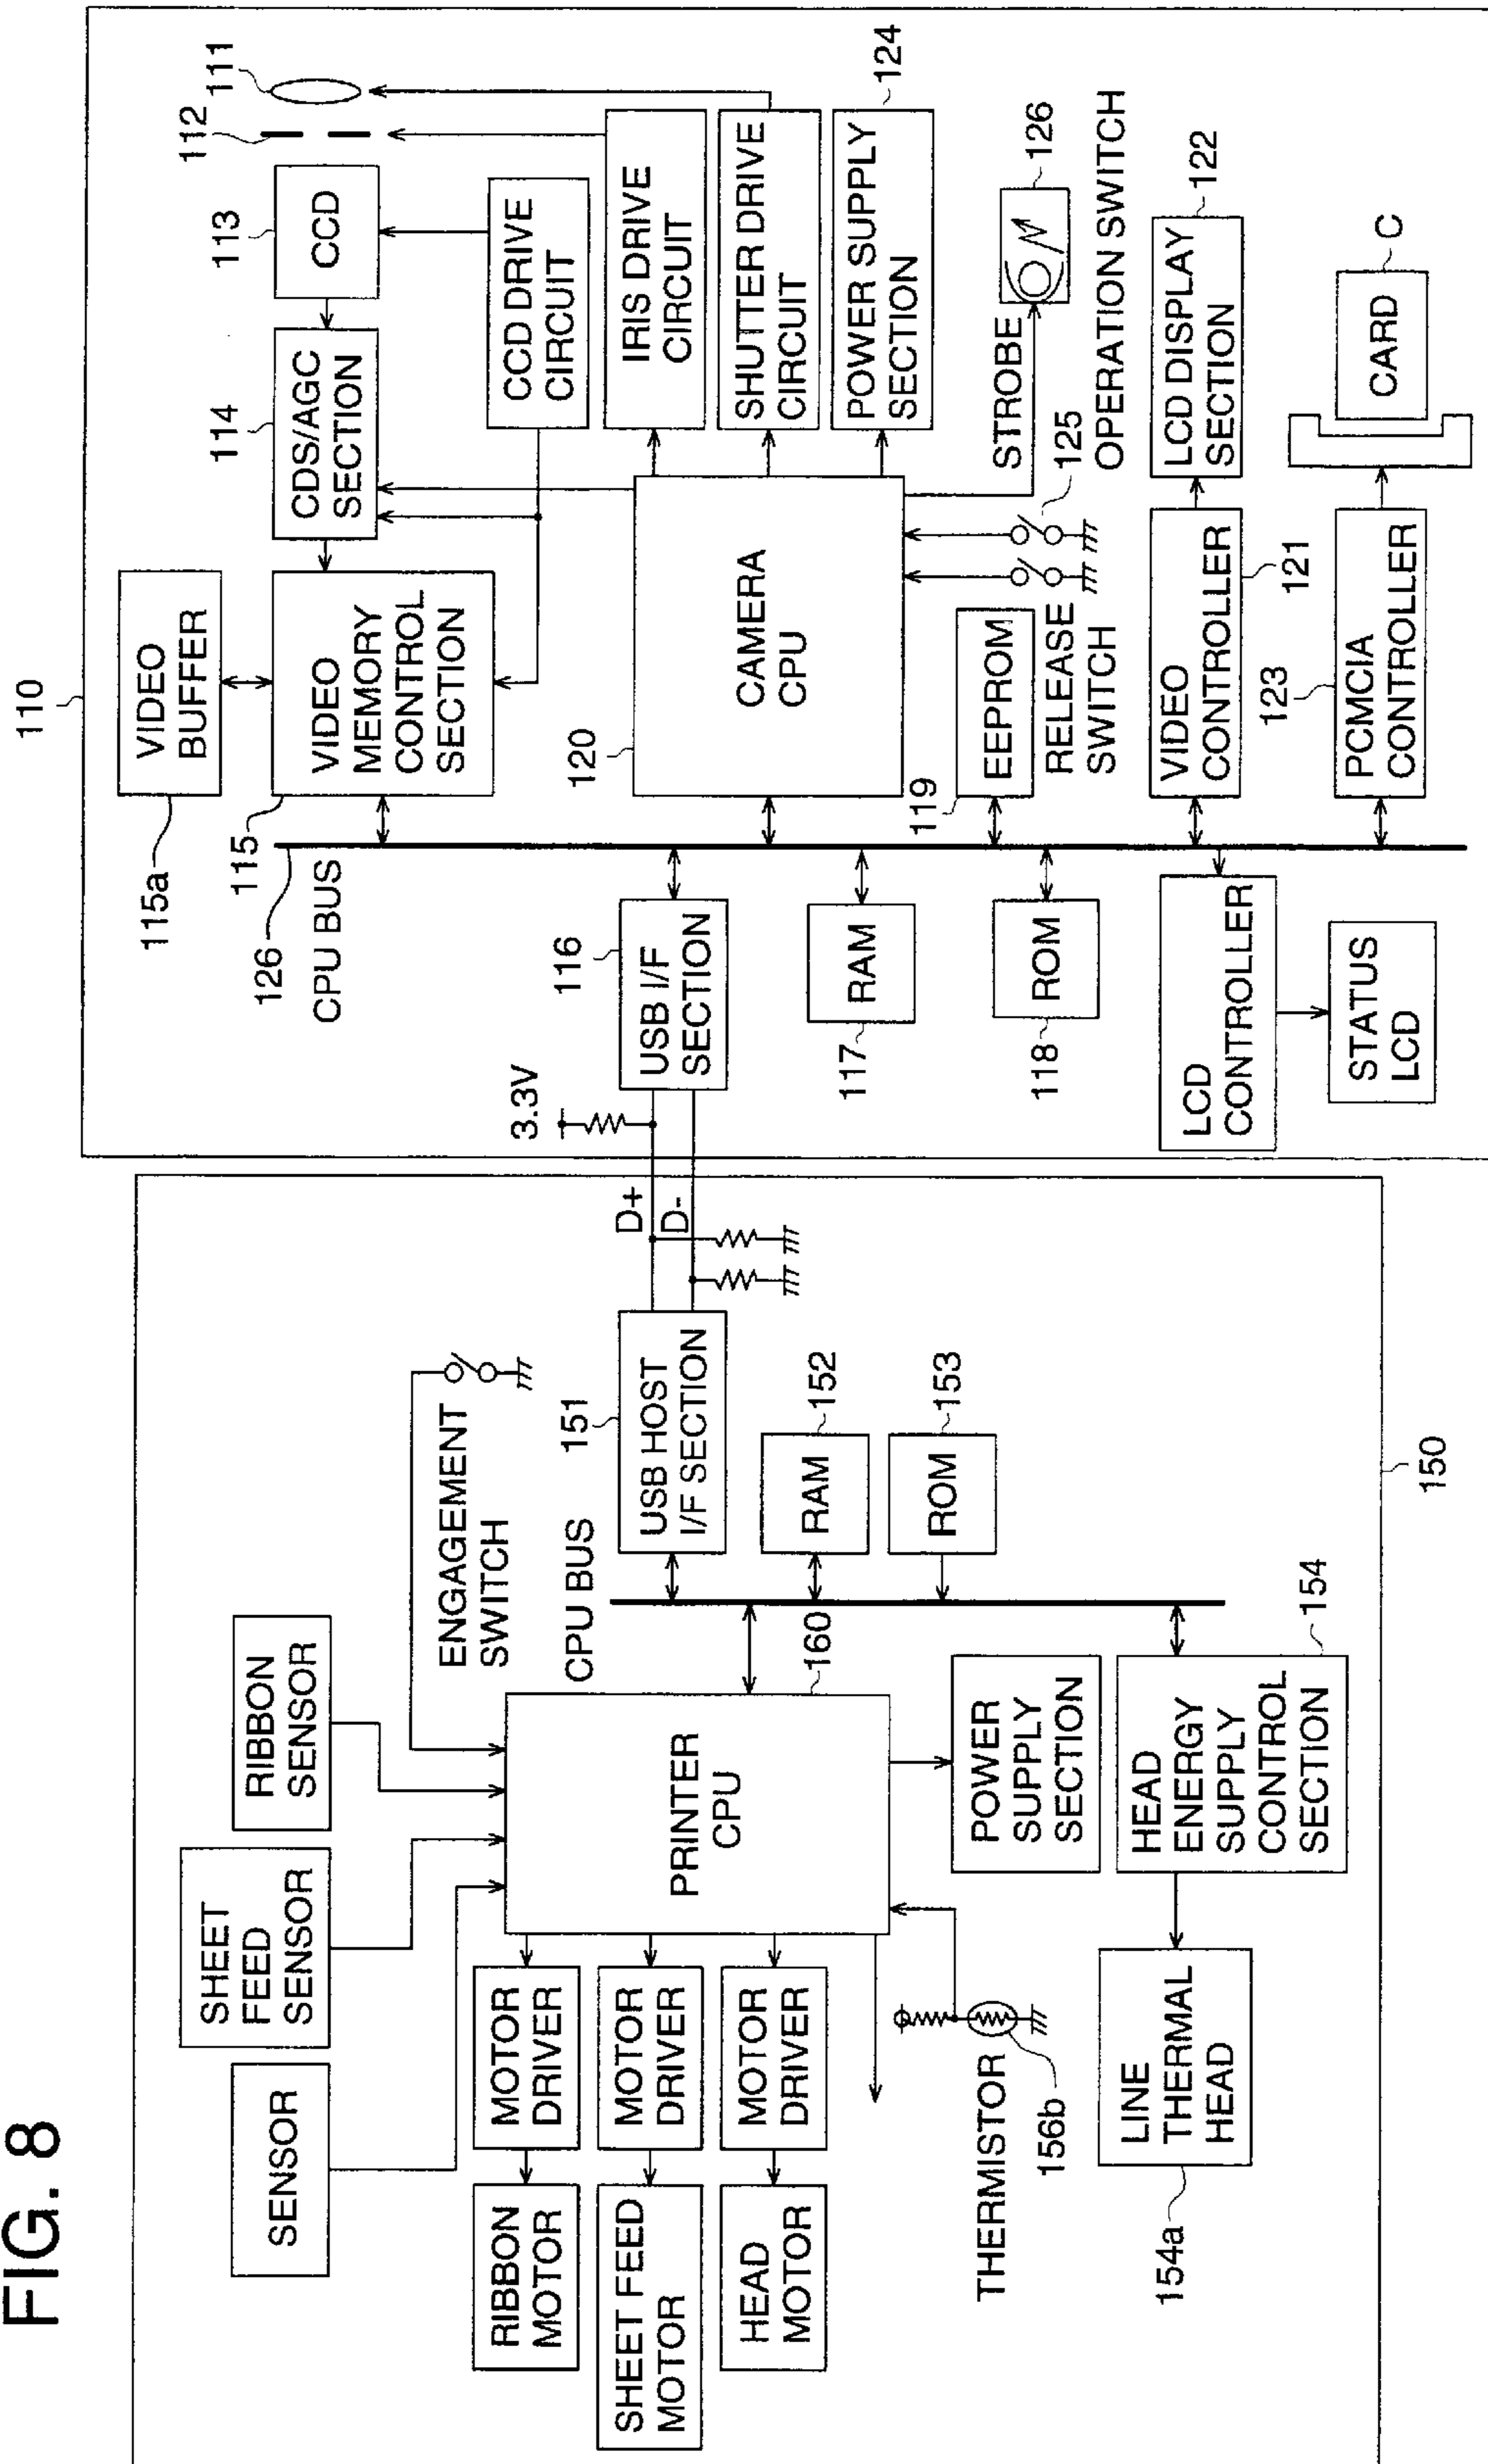 FIG. 8
110
VIDEO
BUFFER
115a
VIDEO
MEMORY
CONTROL
SECTION
115
114
CDS/AGC
SECTION
113
CCD
112
111
CCD DRIVE
CIRCUIT
IRIS DRIVE
CIRCUIT
SHUTTER DRIVE
CIRCUIT
POWER SUPPLY
SECTION
124
CAMERA
CPU
120
126
CPU BUS
116
USB I/F
SECTION
3.3V
RAM
117
ROM
118
119
EEPROM
RELEASE
SWITCH
125
OPERATION SWITCH
STROBE
126
VIDEO
CONTROLLER
121
LCD DISPLAY
SECTION
122
123
PCMCIA
CONTROLLER
CARD
C
LCD
CONTROLLER
STATUS
LCD
D+
D-
151
USB HOST
I/F SECTION
ENGAGEMENT
SWITCH
CPU BUS
RAM
152
ROM
153
150
RIBBON
SENSOR
SHEET
FEED
SENSOR
SENSOR
PRINTER
CPU
160
MOTOR
DRIVER
RIBBON
MOTOR
MOTOR
DRIVER
SHEET FEED
MOTOR
MOTOR
DRIVER
HEAD
MOTOR
POWER
SUPPLY
SECTION
HEAD
ENERGY
SUPPLY
CONTROL
SECTION
154
THERMISTOR
156b
LINE
THERMAL
HEAD
154a